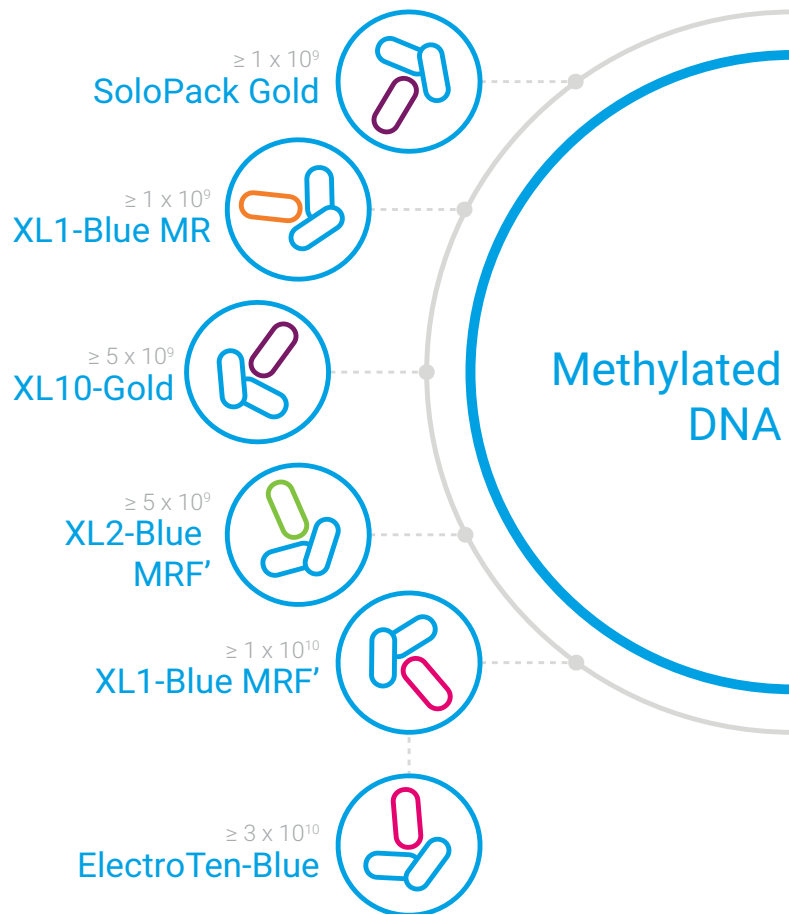 ≥ 1 x 10⁹
SoloPack Gold
≥ 1 x 10⁹
XL1-Blue MR
≥ 5 x 10⁹
XL10-Gold
Methylated
DNA
≥ 5 x 10⁹
XL2-Blue
MRF’
≥ 1 x 10¹⁰
XL1-Blue MRF’
≥ 3 x 10¹⁰
ElectroTen-Blue